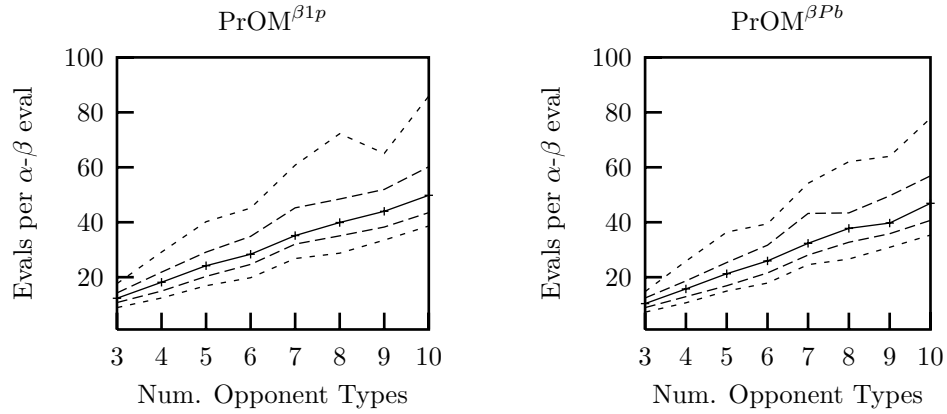 PrOM^{β1p}
100
80
60
40
20
3 4 5 6 7 8 9 10
Evals per α-β eval
Num. Opponent Types
PrOM^{βPb}
100
80
60
40
20
3 4 5 6 7 8 9 10
Evals per α-β eval
Num. Opponent Types